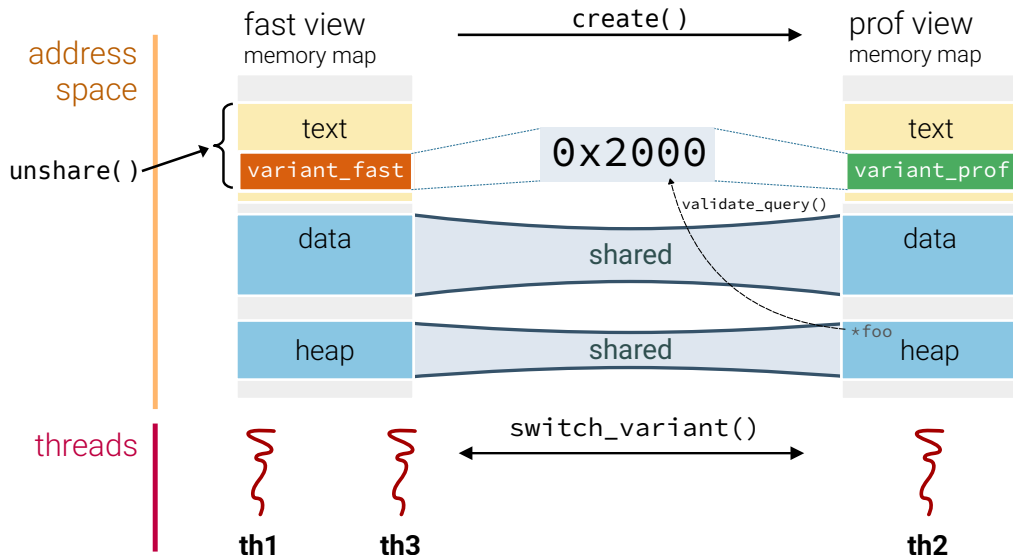 fast view
memory map
create()
prof view
memory map
address
space
text
text
unshare()
variant_fast
0x2000
variant_prof
validate_query()
data
shared
data
heap
shared
*foo
heap
threads
switch_variant()
th1
th3
th2